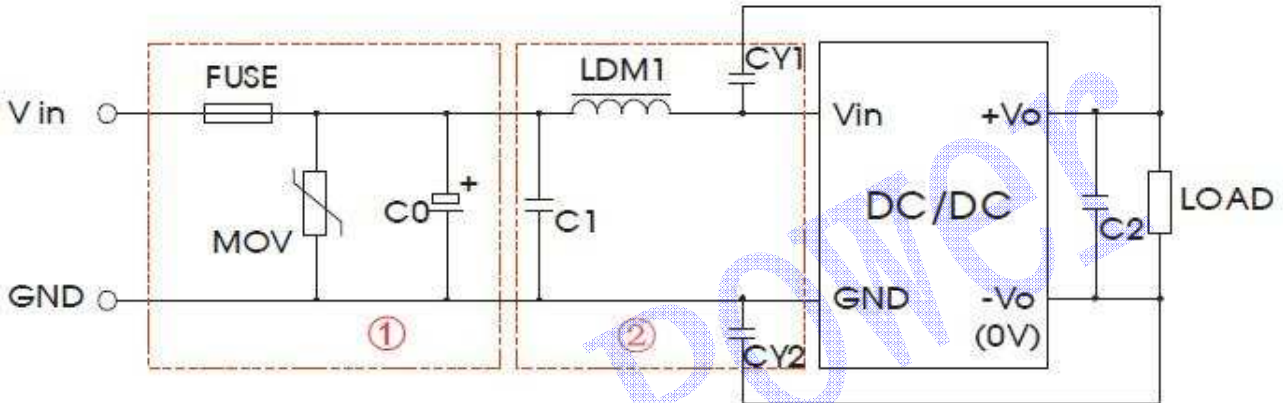 FUSE
LDM1
CY1
V in
Vin
+Vo
MOV
C0
+
C1
DC/DC
C2
LOAD
GND
GND
-Vo
(0V)
①
②
CY2